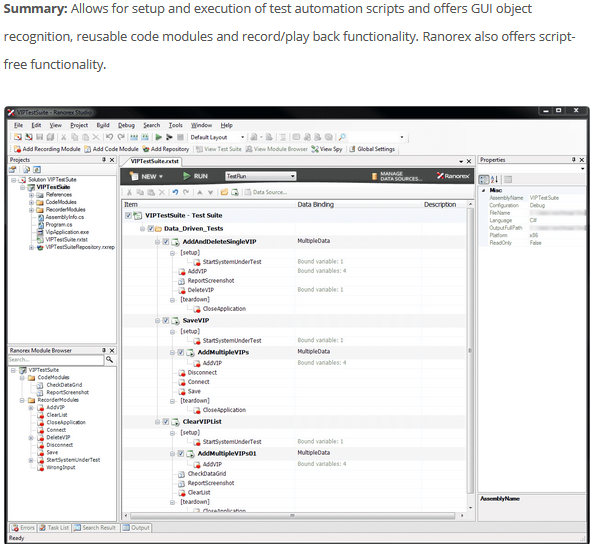 Summary: Allows for setup and execution of test automation scripts and offers GUI object
recognition, reusable code modules and record/play back functionality. Ranorex also offers script-
free functionality.
VIPTestSuite - Ranorex Studio
File Edit View Project Build Debug Search Tools Window Help
Default Layout
Add Recording Module Add Code Module Add Repository View Test Suite View Module Browser View Spy Global Settings
Projects
Solution VIPTestSuite
VIPTestSuite
References
CodeModules
RecorderModules
AssemblyInfo.cs
Program.cs
VipApplication.exe
VIPTestSuite.rxtst
VIPTestSuiteRepository.rxrep
Ranorex Module Browser
Search...
VIPTestSuite
CodeModules
CheckDataGrid
ReportScreenshot
RecorderModules
AddVIP
ClearList
CloseApplication
Connect
DeleteVIP
Disconnect
Save
StartSystemUnderTest
WrongInput
VIPTestSuite.rxtst
NEW RUN TestRun MANAGE DATA SOURCES... Ranorex
Data Source...
Item Data Binding Description
VIPTestSuite - Test Suite
Data_Driven_Tests
AddAndDeleteSingleVIP MultipleData
[setup]
StartSystemUnderTest Bound variable: 1
AddVIP Bound variables: 4
ReportScreenshot
DeleteVIP Bound variable: 1
[teardown]
CloseApplication
SaveVIP
[setup]
StartSystemUnderTest Bound variable: 1
AddMultipleVIPs MultipleData
AddVIP Bound variables: 4
Disconnect
Connect
Save
[teardown]
CloseApplication
ClearVIPList
[setup]
StartSystemUnderTest Bound variable: 1
AddMultipleVIPs01 MultipleData
AddVIP Bound variables: 4
CheckDataGrid
ReportScreenshot
ClearList
[teardown]
CloseApplication
Properties
Misc
AssemblyName VIPTestSuite
Configuration Debug
FileName
Language C#
OutputFullPath
Platform x86
ReadOnly False
AssemblyName
Errors Task List Search Result Output
Ready